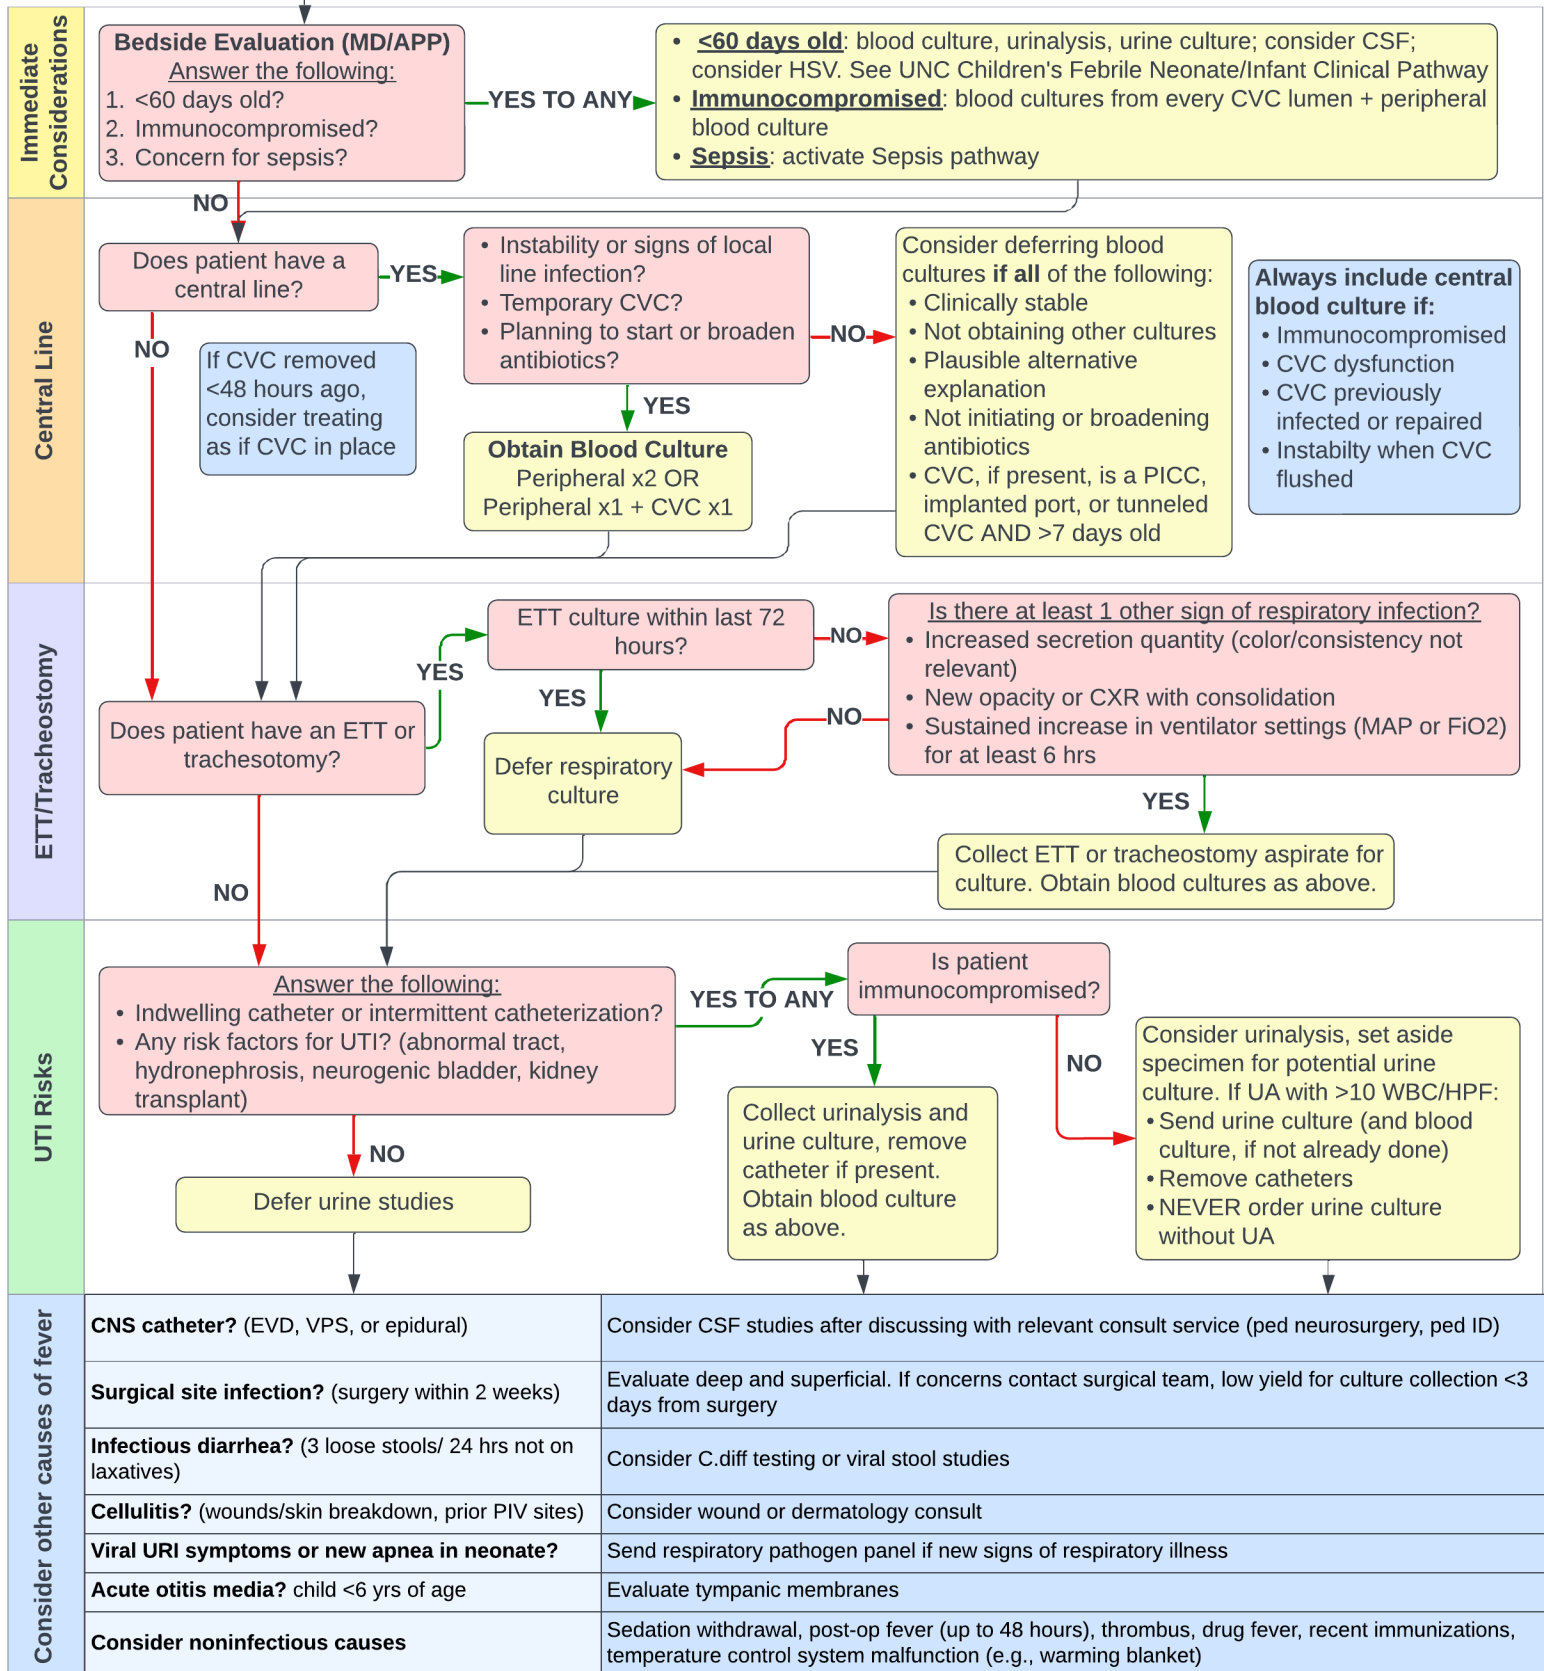 Immediate
Considerations
Bedside Evaluation (MD/APP)
Answer the following:
1. <60 days old?
2. Immunocompromised?
3. Concern for sepsis?
YES TO ANY
• <60 days old: blood culture, urinalysis, urine culture; consider CSF;
consider HSV. See UNC Children's Febrile Neonate/Infant Clinical Pathway
• Immunocompromised: blood cultures from every CVC lumen + peripheral
blood culture
• Sepsis: activate Sepsis pathway
NO
Central Line
Does patient have a
central line?
YES
• Instability or signs of local
line infection?
• Temporary CVC?
• Planning to start or broaden
antibiotics?
NO
Consider deferring blood
cultures if all of the following:
• Clinically stable
• Not obtaining other cultures
• Plausible alternative
explanation
• Not initiating or broadening
antibiotics
• CVC, if present, is a PICC,
implanted port, or tunneled
CVC AND >7 days old
Always include central
blood culture if:
• Immunocompromised
• CVC dysfunction
• CVC previously
infected or repaired
• Instabilty when CVC
flushed
NO
If CVC removed
<48 hours ago,
consider treating
as if CVC in place
YES
Obtain Blood Culture
Peripheral x2 OR
Peripheral x1 + CVC x1
ETT/Tracheostomy
Does patient have an ETT or
trachesotomy?
YES
ETT culture within last 72
hours?
NO
Is there at least 1 other sign of respiratory infection?
• Increased secretion quantity (color/consistency not
relevant)
• New opacity or CXR with consolidation
• Sustained increase in ventilator settings (MAP or FiO2)
for at least 6 hrs
YES
NO
Defer respiratory
culture
YES
Collect ETT or tracheostomy aspirate for
culture. Obtain blood cultures as above.
NO
UTI Risks
Answer the following:
• Indwelling catheter or intermittent catheterization?
• Any risk factors for UTI? (abnormal tract,
hydronephrosis, neurogenic bladder, kidney
transplant)
YES TO ANY
Is patient
immunocompromised?
YES
NO
Collect urinalysis and
urine culture, remove
catheter if present.
Obtain blood culture
as above.
Consider urinalysis, set aside
specimen for potential urine
culture. If UA with >10 WBC/HPF:
• Send urine culture (and blood
culture, if not already done)
• Remove catheters
• NEVER order urine culture
without UA
NO
Defer urine studies
Consider other causes of fever
CNS catheter? (EVD, VPS, or epidural)
Consider CSF studies after discussing with relevant consult service (ped neurosurgery, ped ID)
Surgical site infection? (surgery within 2 weeks)
Evaluate deep and superficial. If concerns contact surgical team, low yield for culture collection <3
days from surgery
Infectious diarrhea? (3 loose stools/ 24 hrs not on
laxatives)
Consider C.diff testing or viral stool studies
Cellulitis? (wounds/skin breakdown, prior PIV sites)
Consider wound or dermatology consult
Viral URI symptoms or new apnea in neonate?
Send respiratory pathogen panel if new signs of respiratory illness
Acute otitis media? child <6 yrs of age
Evaluate tympanic membranes
Consider noninfectious causes
Sedation withdrawal, post-op fever (up to 48 hours), thrombus, drug fever, recent immunizations,
temperature control system malfunction (e.g., warming blanket)